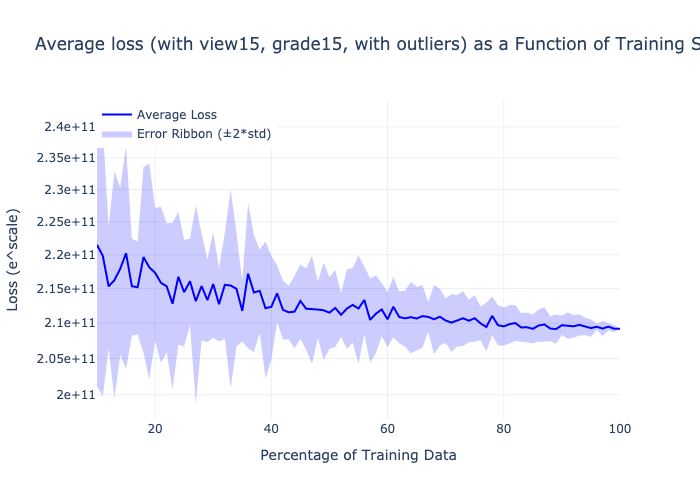 Average loss (with view15, grade15, with outliers) as a Function of Training S
Average Loss
Error Ribbon (±2*std)
2.4e+11
2.35e+11
2.3e+11
2.25e+11
2.2e+11
2.15e+11
2.1e+11
2.05e+11
2e+11
Loss (e^scale)
20
40
60
80
100
Percentage of Training Data